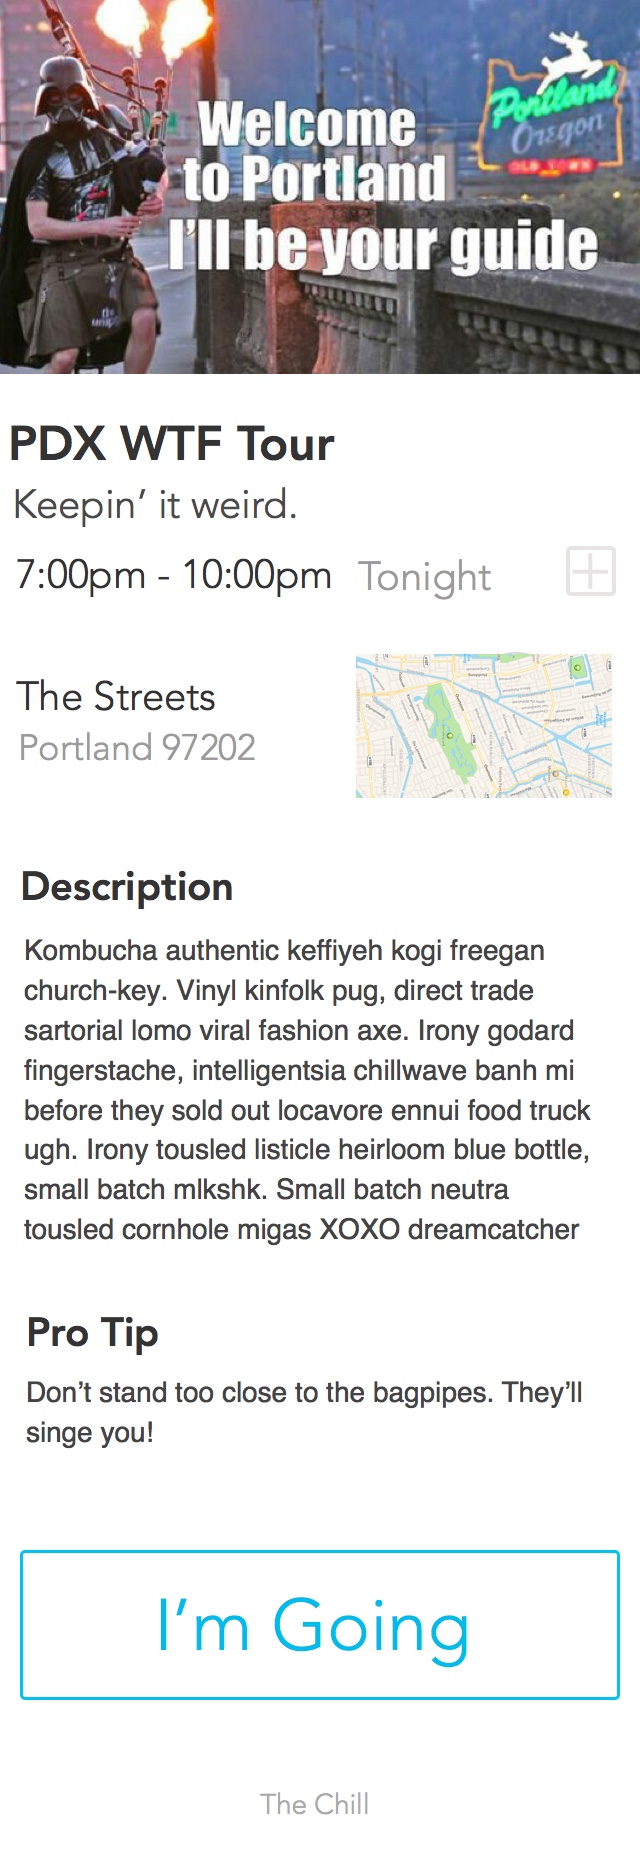 Welcome
to Portland
I'll be your guide
Portland
Oregon
OLD TOWN
PDX WTF Tour
Keepin’ it weird.
7:00pm - 10:00pm Tonight
The Streets
Portland 97202
Description
Kombucha authentic keffiyeh kogi freegan
church-key. Vinyl kinfolk pug, direct trade
sartorial lomo viral fashion axe. Irony godard
fingerstache, intelligentsia chillwave banh mi
before they sold out locavore ennui food truck
ugh. Irony tousled listicle heirloom blue bottle,
small batch mlkshk. Small batch neutra
tousled cornhole migas XOXO dreamcatcher
Pro Tip
Don’t stand too close to the bagpipes. They’ll
singe you!
I’m Going
The Chill